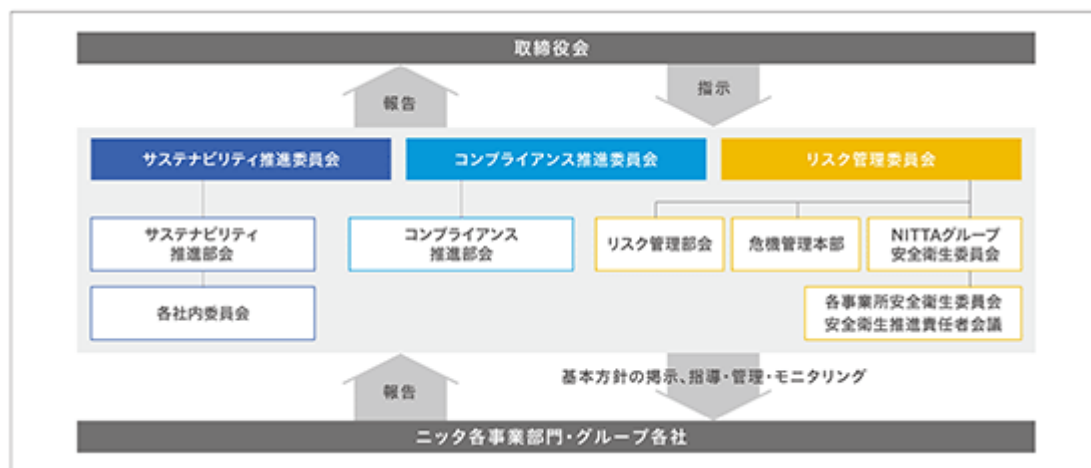 取締役会
報告
指示
サステナビリティ推進委員会
コンプライアンス推進委員会
リスク管理委員会
サステナビリティ
推進部会
コンプライアンス
推進部会
リスク管理部会
危機管理本部
NITTAグループ
安全衛生委員会
各社内委員会
各事業所安全衛生委員会
安全衛生推進責任者会議
報告
基本方針の掲示、指導・管理・モニタリング
ニッタ各事業部門・グループ各社